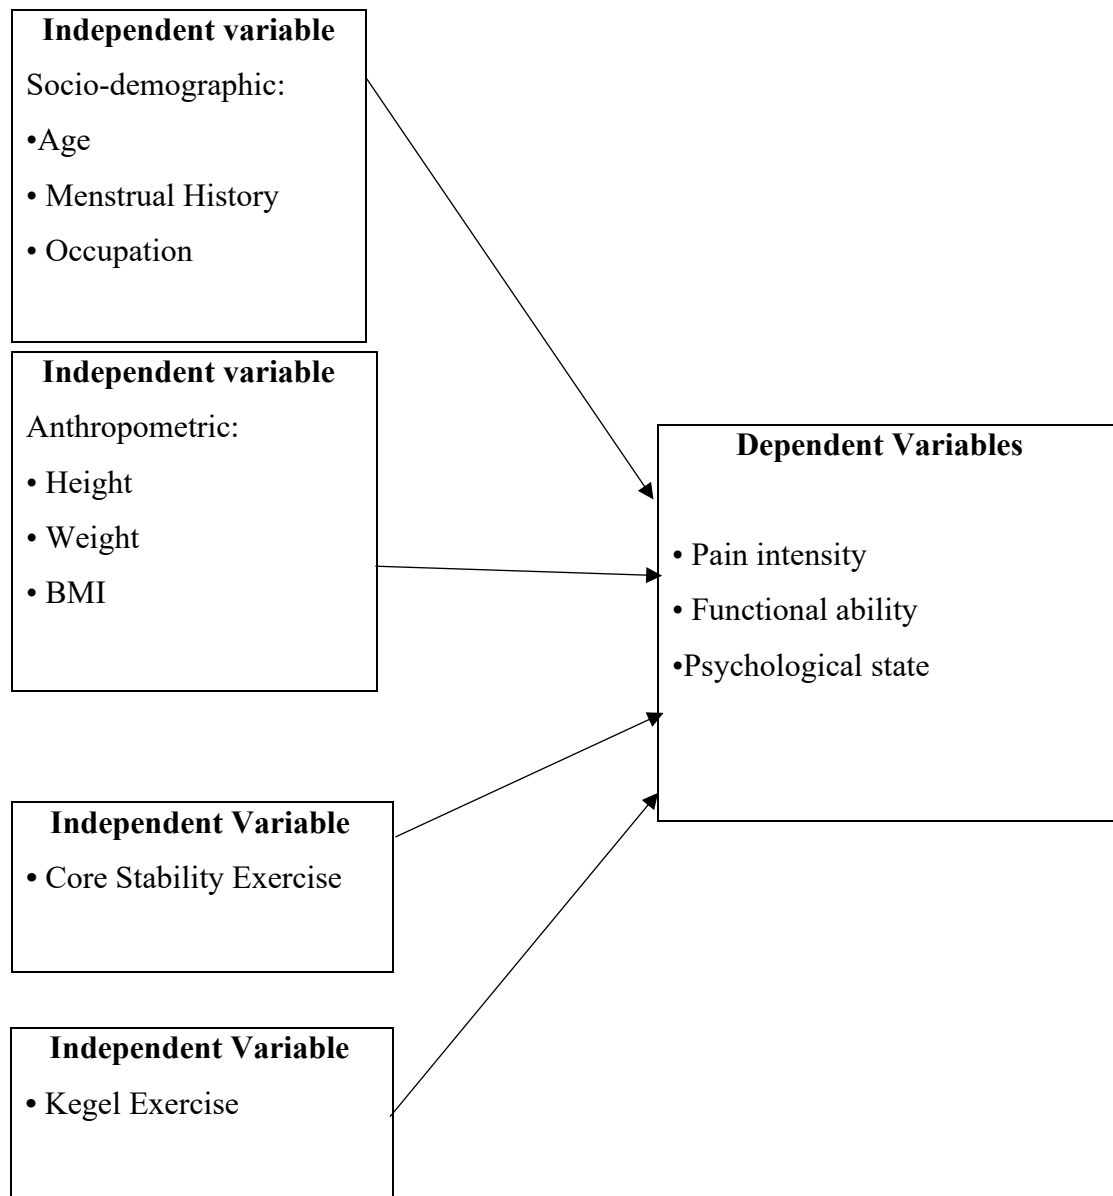 Independent variable
Socio-demographic:
•Age
• Menstrual History
• Occupation
Independent variable
Anthropometric:
• Height
• Weight
• BMI
Dependent Variables
• Pain intensity
• Functional ability
•Psychological state
Independent Variable
• Core Stability Exercise
Independent Variable
• Kegel Exercise